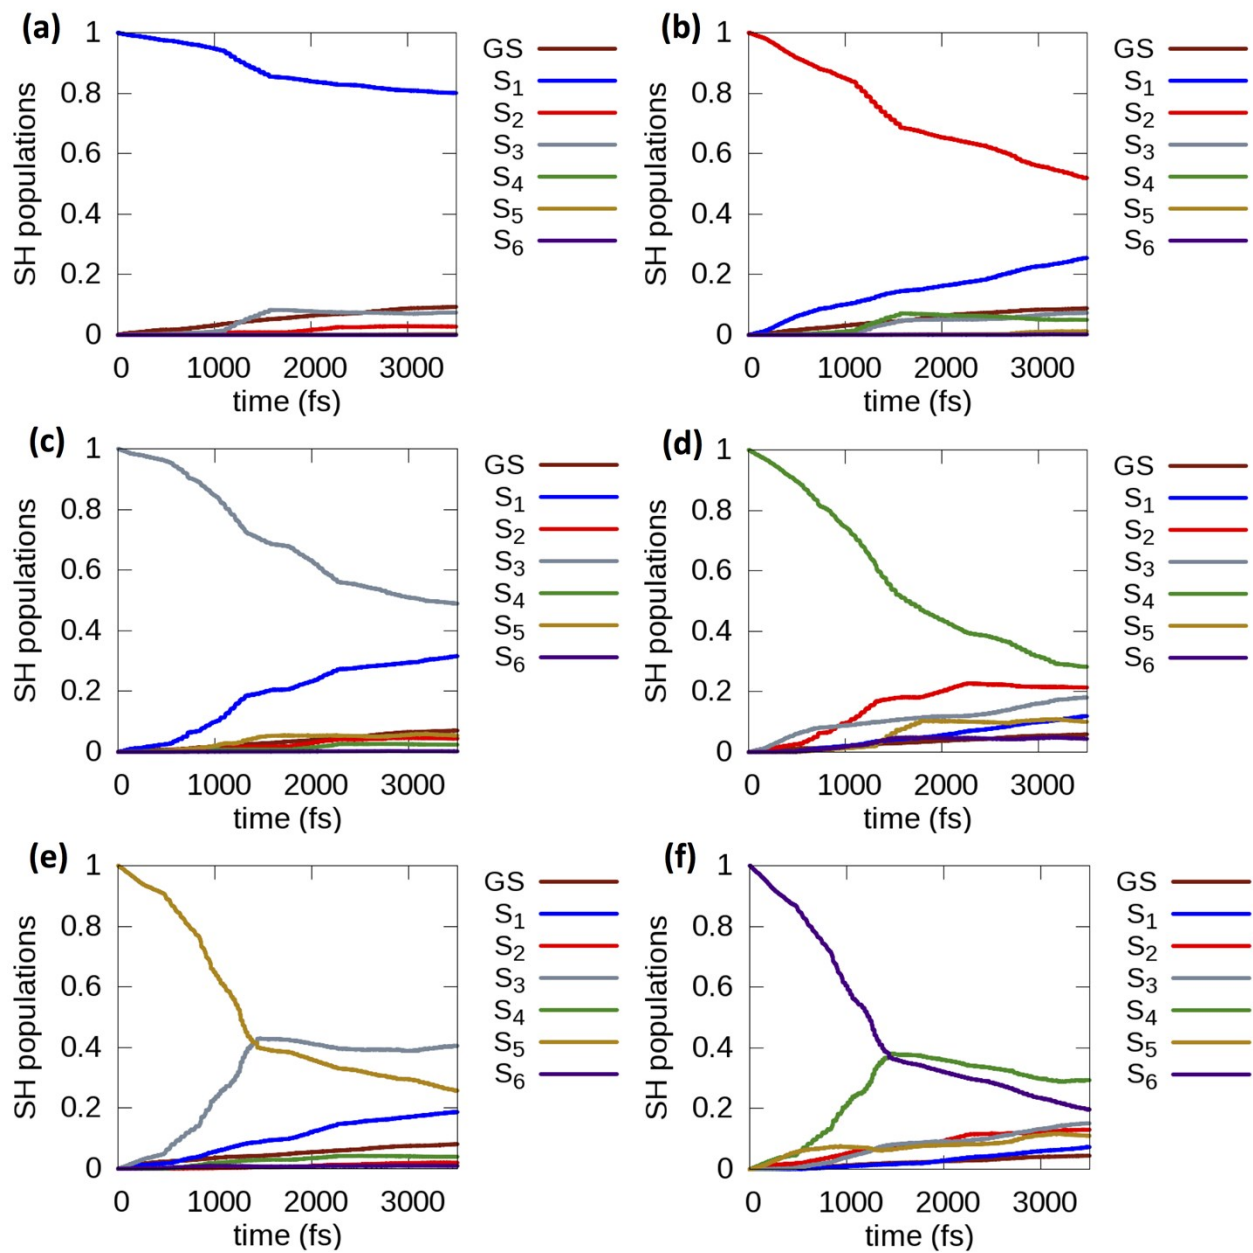 (a)
SH populations
1
0.8
0.6
0.4
0.2
0
0 1000 2000 3000
time (fs)
GS
S1
S2
S3
S4
S5
S6
(b)
SH populations
1
0.8
0.6
0.4
0.2
0
0 1000 2000 3000
time (fs)
GS
S1
S2
S3
S4
S5
S6
(c)
SH populations
1
0.8
0.6
0.4
0.2
0
0 1000 2000 3000
time (fs)
GS
S1
S2
S3
S4
S5
S6
(d)
SH populations
1
0.8
0.6
0.4
0.2
0
0 1000 2000 3000
time (fs)
GS
S1
S2
S3
S4
S5
S6
(e)
SH populations
1
0.8
0.6
0.4
0.2
0
0 1000 2000 3000
time (fs)
GS
S1
S2
S3
S4
S5
S6
(f)
SH populations
1
0.8
0.6
0.4
0.2
0
0 1000 2000 3000
time (fs)
GS
S1
S2
S3
S4
S5
S6